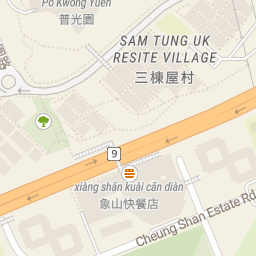 Po Kwong Yuen
普光園
SAM TUNG UK
RESITE VILLAGE
三棟屋村
9
xiàng shān kuài cān diàn
象山快餐店
Cheung Shan Estate Rd